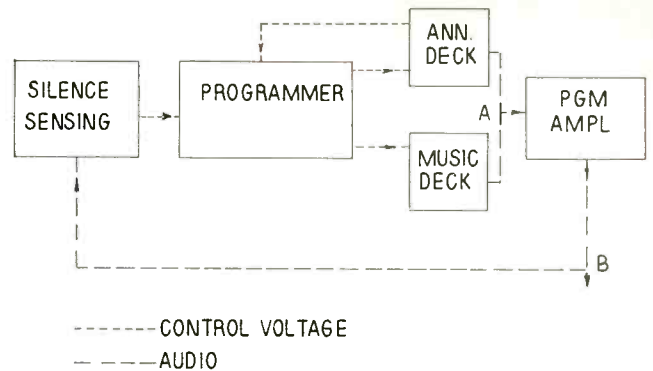 ANN.
DECK
SILENCE
SENSING
PROGRAMMER
A
PGM
AMPL
MUSIC
DECK
B
CONTROL VOLTAGE
AUDIO